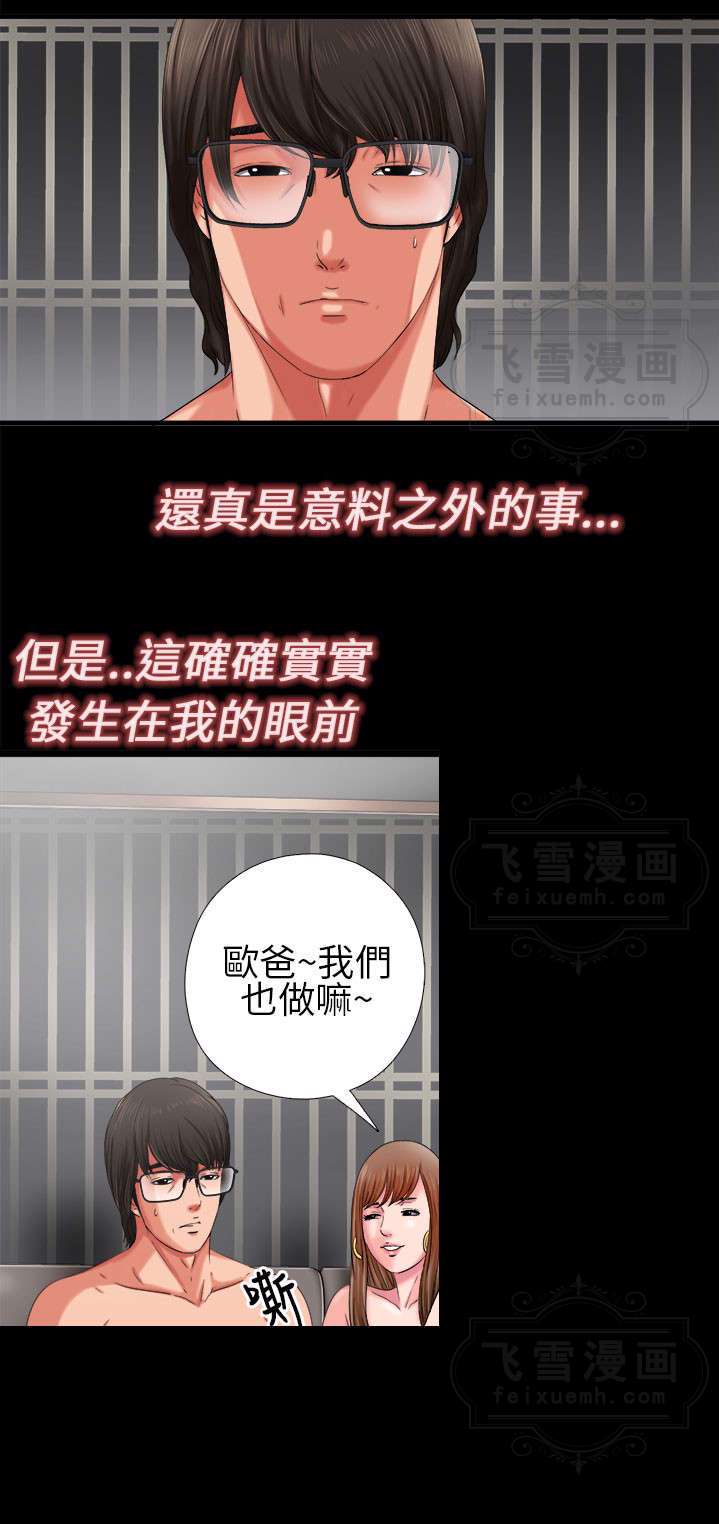 飞雪漫画
feixuemh.com
還真是意料之外的事...
但是..這確確實實
發生在我的眼前
飞雪漫画
feixuemh.com
歐爸~我們
也做嘛~
嘶
飞雪漫画
feixuemh.com